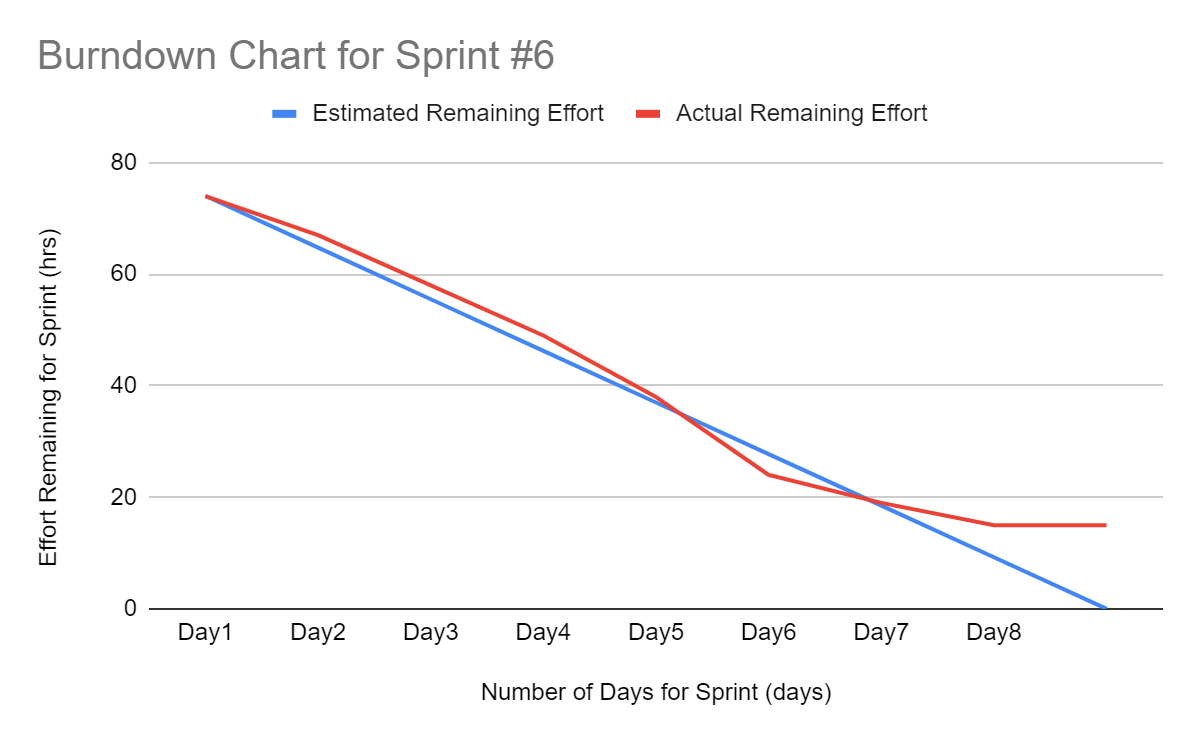 Burndown Chart for Sprint #6
Estimated Remaining Effort
Actual Remaining Effort
Effort Remaining for Sprint (hrs)
80
60
40
20
0
Day1
Day2
Day3
Day4
Day5
Day6
Day7
Day8
Number of Days for Sprint (days)